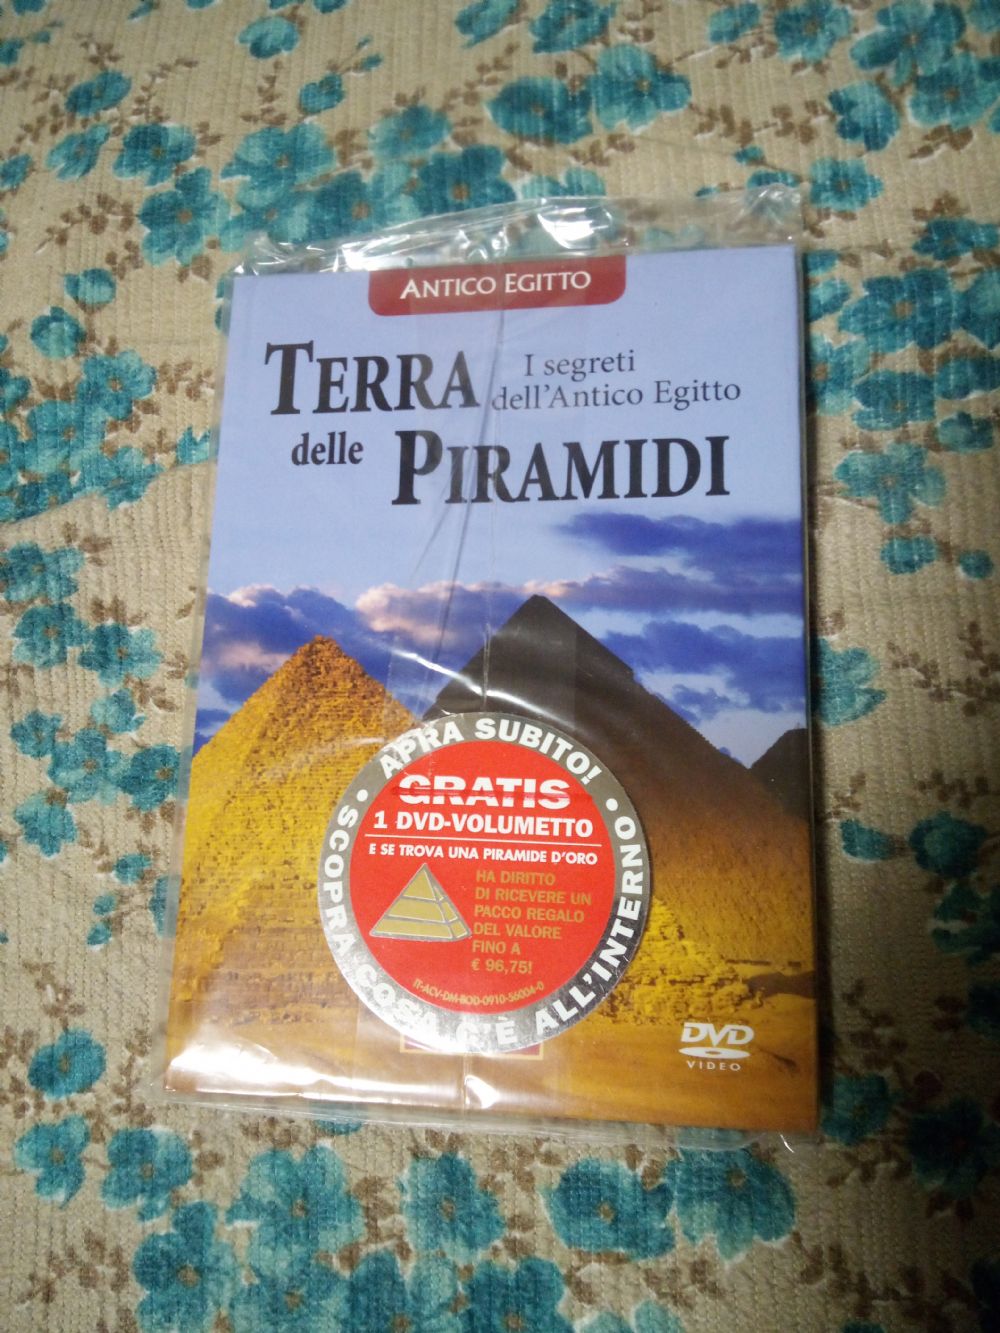 ANTICO EGITTO
TERRA
I segreti
dell'Antico Egitto
delle PIRAMIDI
APRA SUBITO!
SCOPRA COSA C'È ALL'INTERNO
GRATIS
1 DVD-VOLUMETTO
E SE TROVA UNA PIRAMIDE D'ORO
HA DIRITTO
DI RICEVERE UN
PACCO REGALO
DEL VALORE
FINO A
€ 96,75!
IT-ACV-DM-BOD-0910-56004-0
DVD
VIDEO